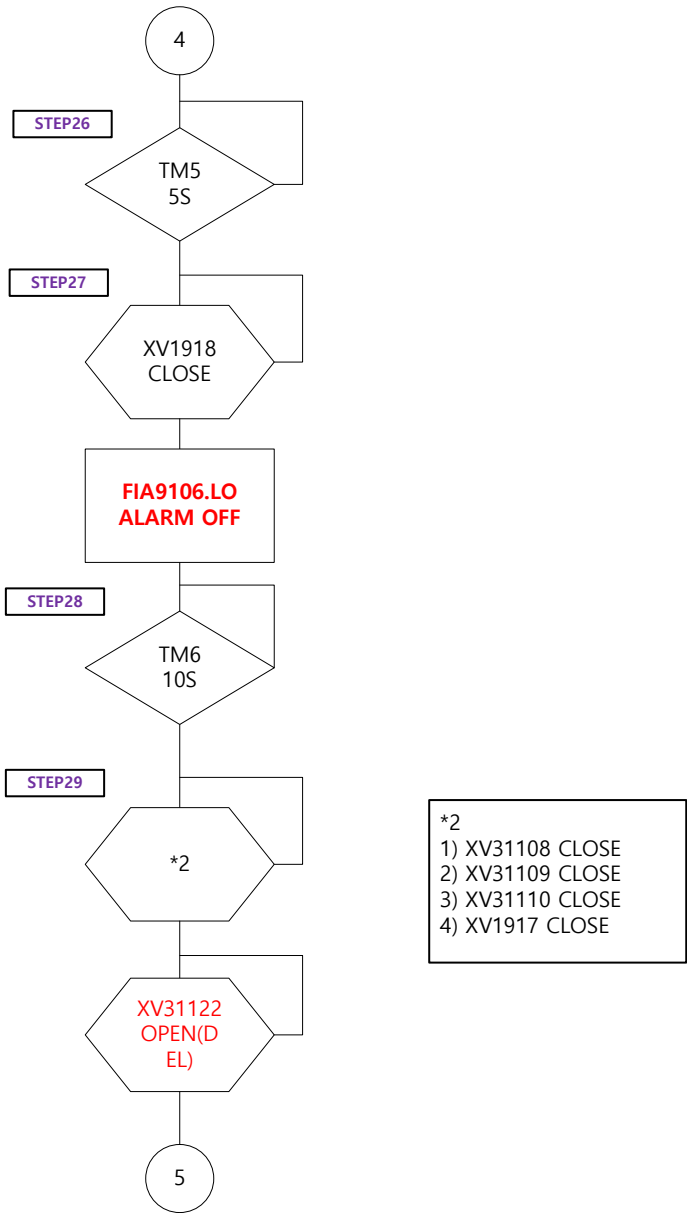 4
STEP26
TM5
5S
STEP27
XV1918
CLOSE
FIA9106.LO
ALARM OFF
STEP28
TM6
10S
STEP29
*2
*2
1) XV31108 CLOSE
2) XV31109 CLOSE
3) XV31110 CLOSE
4) XV1917 CLOSE
XV31122
OPEN(D
EL)
5